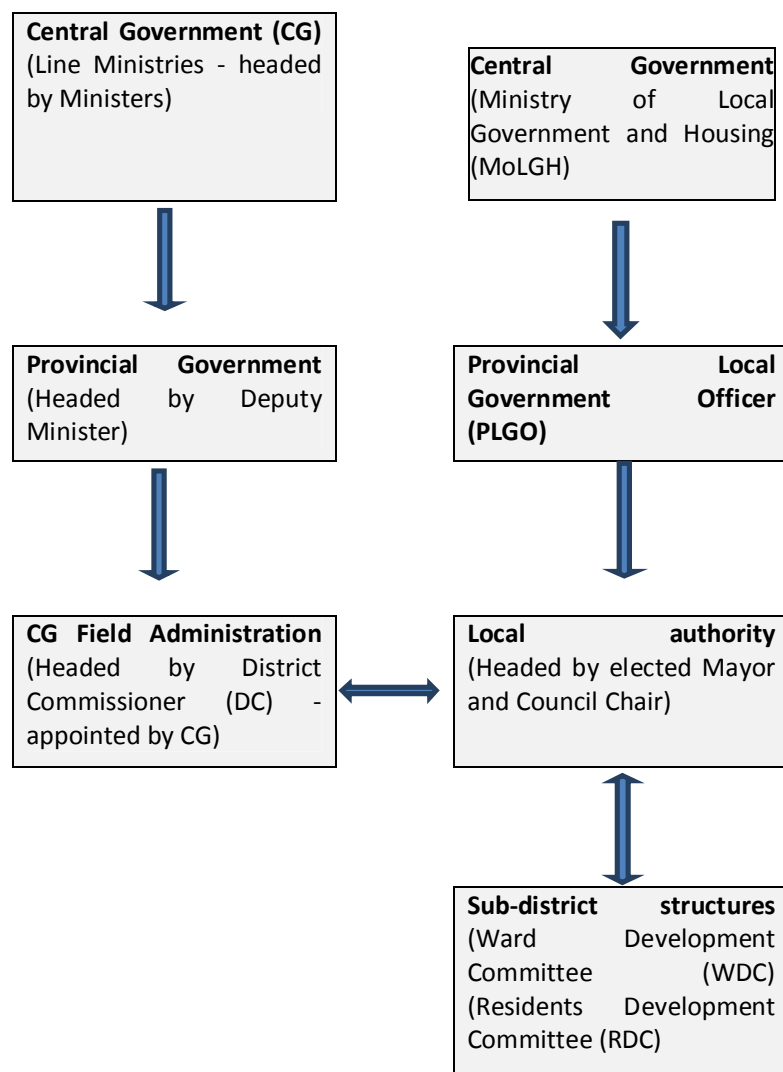 Central Government (CG)
(Line Ministries - headed
by Ministers)
Central Government
(Ministry of Local
Government and Housing
(MoLGH)
Provincial Government
(Headed by Deputy
Minister)
Provincial Local
Government Officer
(PLGO)
CG Field Administration
(Headed by District
Commissioner (DC) -
appointed by CG)
Local authority
(Headed by elected Mayor
and Council Chair)
Sub-district structures
(Ward Development
Committee (WDC)
(Residents Development
Committee (RDC)